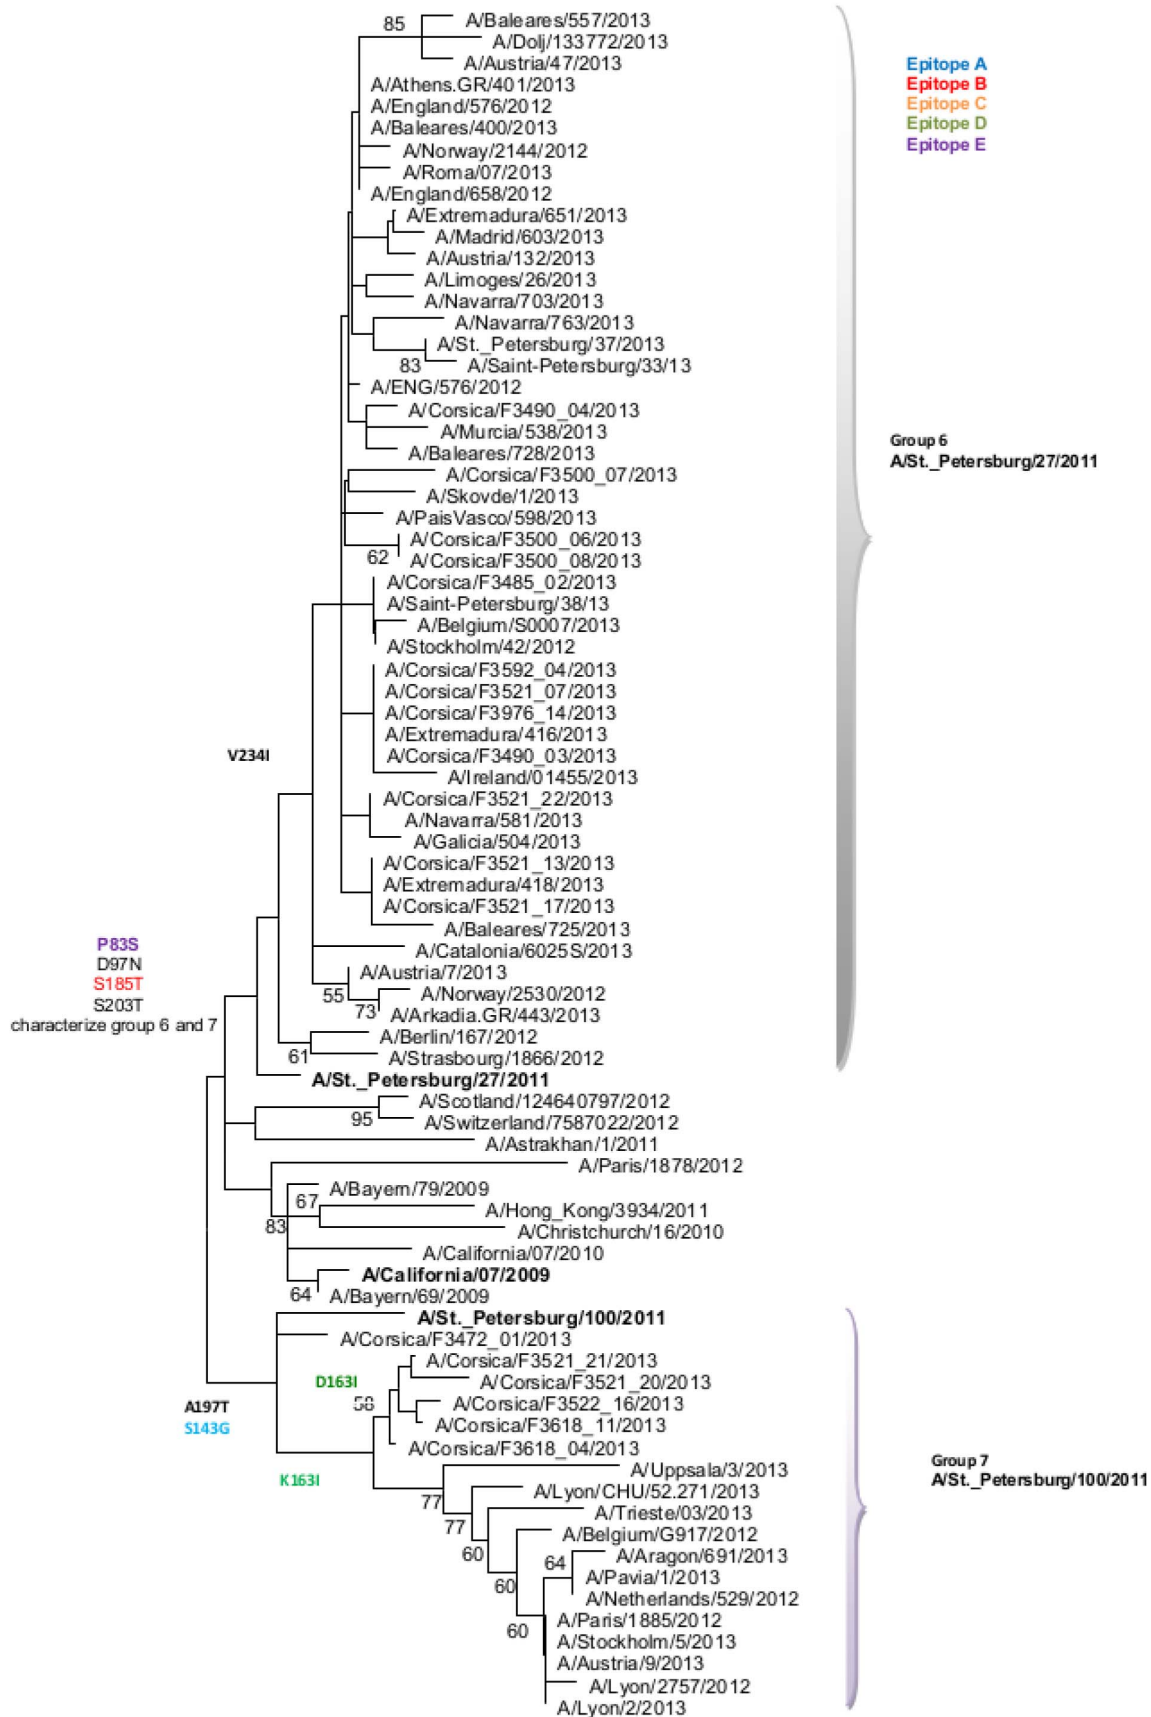 85
A/Baleares/557/2013
A/Dolj/133772/2013
A/Austria/47/2013
A/Athens.GR/401/2013
A/England/576/2012
A/Baleares/400/2013
A/Norway/2144/2012
A/Roma/07/2013
A/England/658/2012
A/Extremadura/651/2013
A/Madrid/603/2013
A/Austria/132/2013
A/Limoges/26/2013
A/Navarra/703/2013
A/Navarra/763/2013
A/St._Petersburg/37/2013
83
A/Saint-Petersburg/33/13
A/ENG/576/2012
A/Corsica/F3490_04/2013
A/Murcia/538/2013
A/Baleares/728/2013
A/Corsica/F3500_07/2013
A/Skovde/1/2013
A/PaisVasco/598/2013
A/Corsica/F3500_06/2013
62
A/Corsica/F3500_08/2013
A/Corsica/F3485_02/2013
A/Saint-Petersburg/38/13
A/Belgium/S0007/2013
A/Stockholm/42/2012
A/Corsica/F3592_04/2013
A/Corsica/F3521_07/2013
A/Corsica/F3976_14/2013
A/Extremadura/416/2013
A/Corsica/F3490_03/2013
A/Ireland/01455/2013
A/Corsica/F3521_22/2013
A/Navarra/581/2013
A/Galicia/504/2013
A/Corsica/F3521_13/2013
A/Extremadura/418/2013
A/Corsica/F3521_17/2013
A/Baleares/725/2013
A/Catalonia/6025S/2013
A/Austria/7/2013
55
A/Norway/2530/2012
73
A/Arkadia.GR/443/2013
A/Berlin/167/2012
61
A/Strasbourg/1866/2012
A/St._Petersburg/27/2011
A/Scotland/124640797/2012
95
A/Switzerland/7587022/2012
A/Astrakhan/1/2011
A/Paris/1878/2012
A/Bayern/79/2009
67
A/Hong_Kong/3934/2011
83
A/Christchurch/16/2010
A/California/07/2010
A/California/07/2009
64
A/Bayern/69/2009
A/St._Petersburg/100/2011
A/Corsica/F3472_01/2013
A/Corsica/F3521_21/2013
A/Corsica/F3521_20/2013
58
A/Corsica/F3522_16/2013
A/Corsica/F3618_11/2013
A/Corsica/F3618_04/2013
A/Uppsala/3/2013
77
A/Lyon/CHU/52.271/2013
77
A/Trieste/03/2013
60
A/Belgium/G917/2012
64
A/Aragon/691/2013
60
A/Pavia/1/2013
A/Netherlands/529/2012
A/Paris/1885/2012
60
A/Stockholm/5/2013
A/Austria/9/2013
A/Lyon/2757/2012
A/Lyon/2/2013
V234I
P83S
D97N
S185T
S203T
characterize group 6 and 7
D163I
A197T
S143G
K163I
Epitope A
Epitope B
Epitope C
Epitope D
Epitope E
Group 6
A/St._Petersburg/27/2011
Group 7
A/St._Petersburg/100/2011